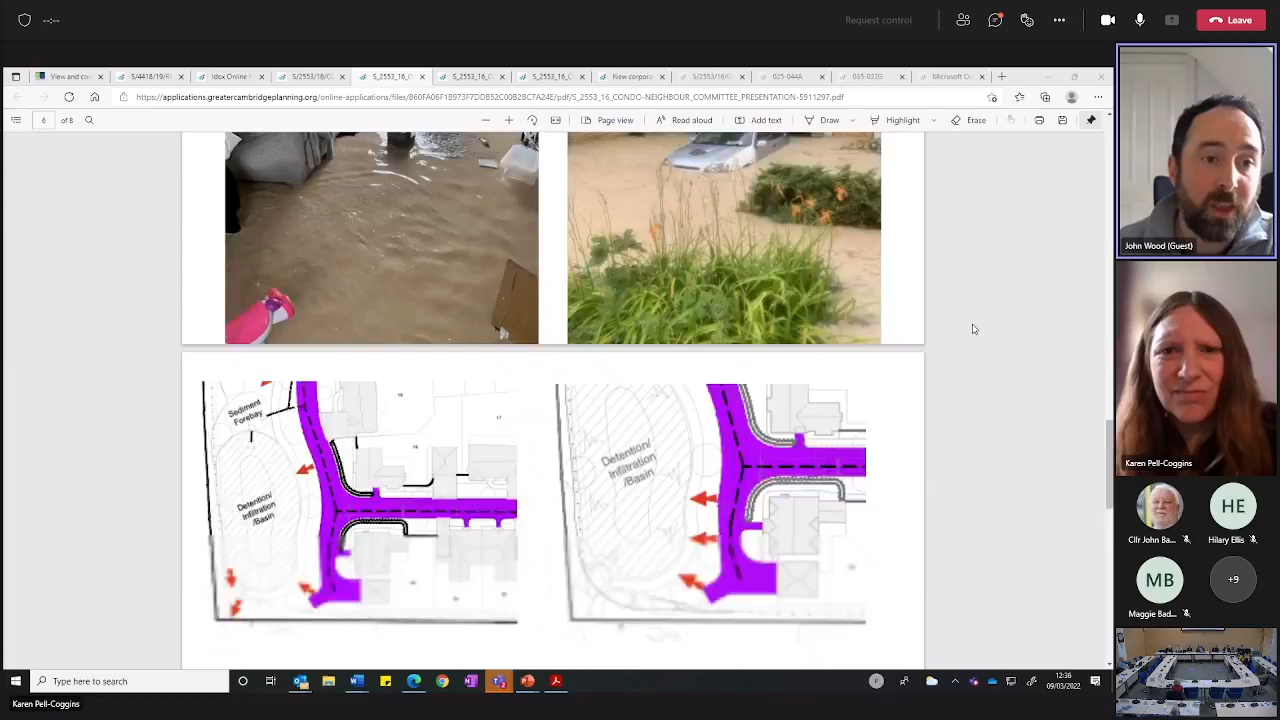 --:--
Request control
Leave
View and con
S/4418/19/R
Idox Online
S/2553/16/CO
S_2553_16_C
S_2553_16_C
S_2553_16_C
New corpora
S/2553/16/C
025-044A
035-032G
Microsoft O
https://applications.greatercambridgeplanning.org/online-applications/files/860FA06F1B973F7DD852C00B2BC7A24E/pdf/S_2553_16_CONDO-NEIGHBOUR_COMMITTEE_PRESENTATION-5911297.pdf
6 of 8
Page view
Read aloud
Add text
Draw
Highlight
Erase
Sediment
Forebay
Detention/
Infiltration
/Basin
Detention/
Infiltration
/Basin
John Wood (Guest)
Karen Pell-Coggins
Cllr John Ba...
HE
Hilary Ellis
MB
Maggie Bad...
+9
Type here to search
12:36
09/03/2022
Karen Pell-Coggins